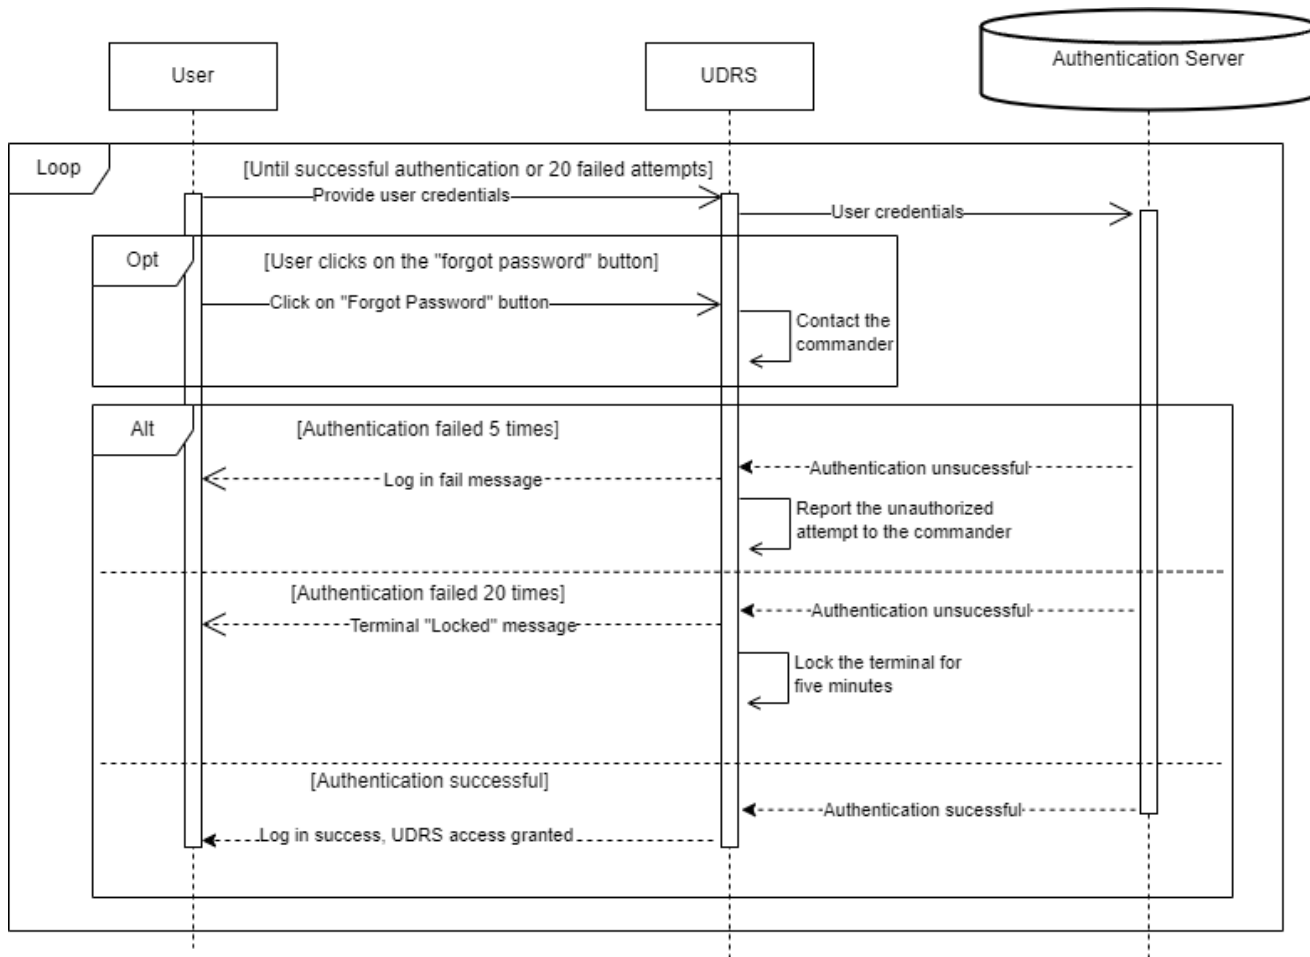 User
UDRS
Authentication Server
Loop
[Until successful authentication or 20 failed attempts]
Provide user credentials
User credentials
Opt
[User clicks on the "forgot password" button]
Click on "Forgot Password" button
Contact the
commander
Alt
[Authentication failed 5 times]
Authentication unsucessful
Log in fail message
Report the unauthorized
attempt to the commander
[Authentication failed 20 times]
Authentication unsucessful
Terminal "Locked" message
Lock the terminal for
five minutes
[Authentication successful]
Authentication sucessful
Log in success, UDRS access granted